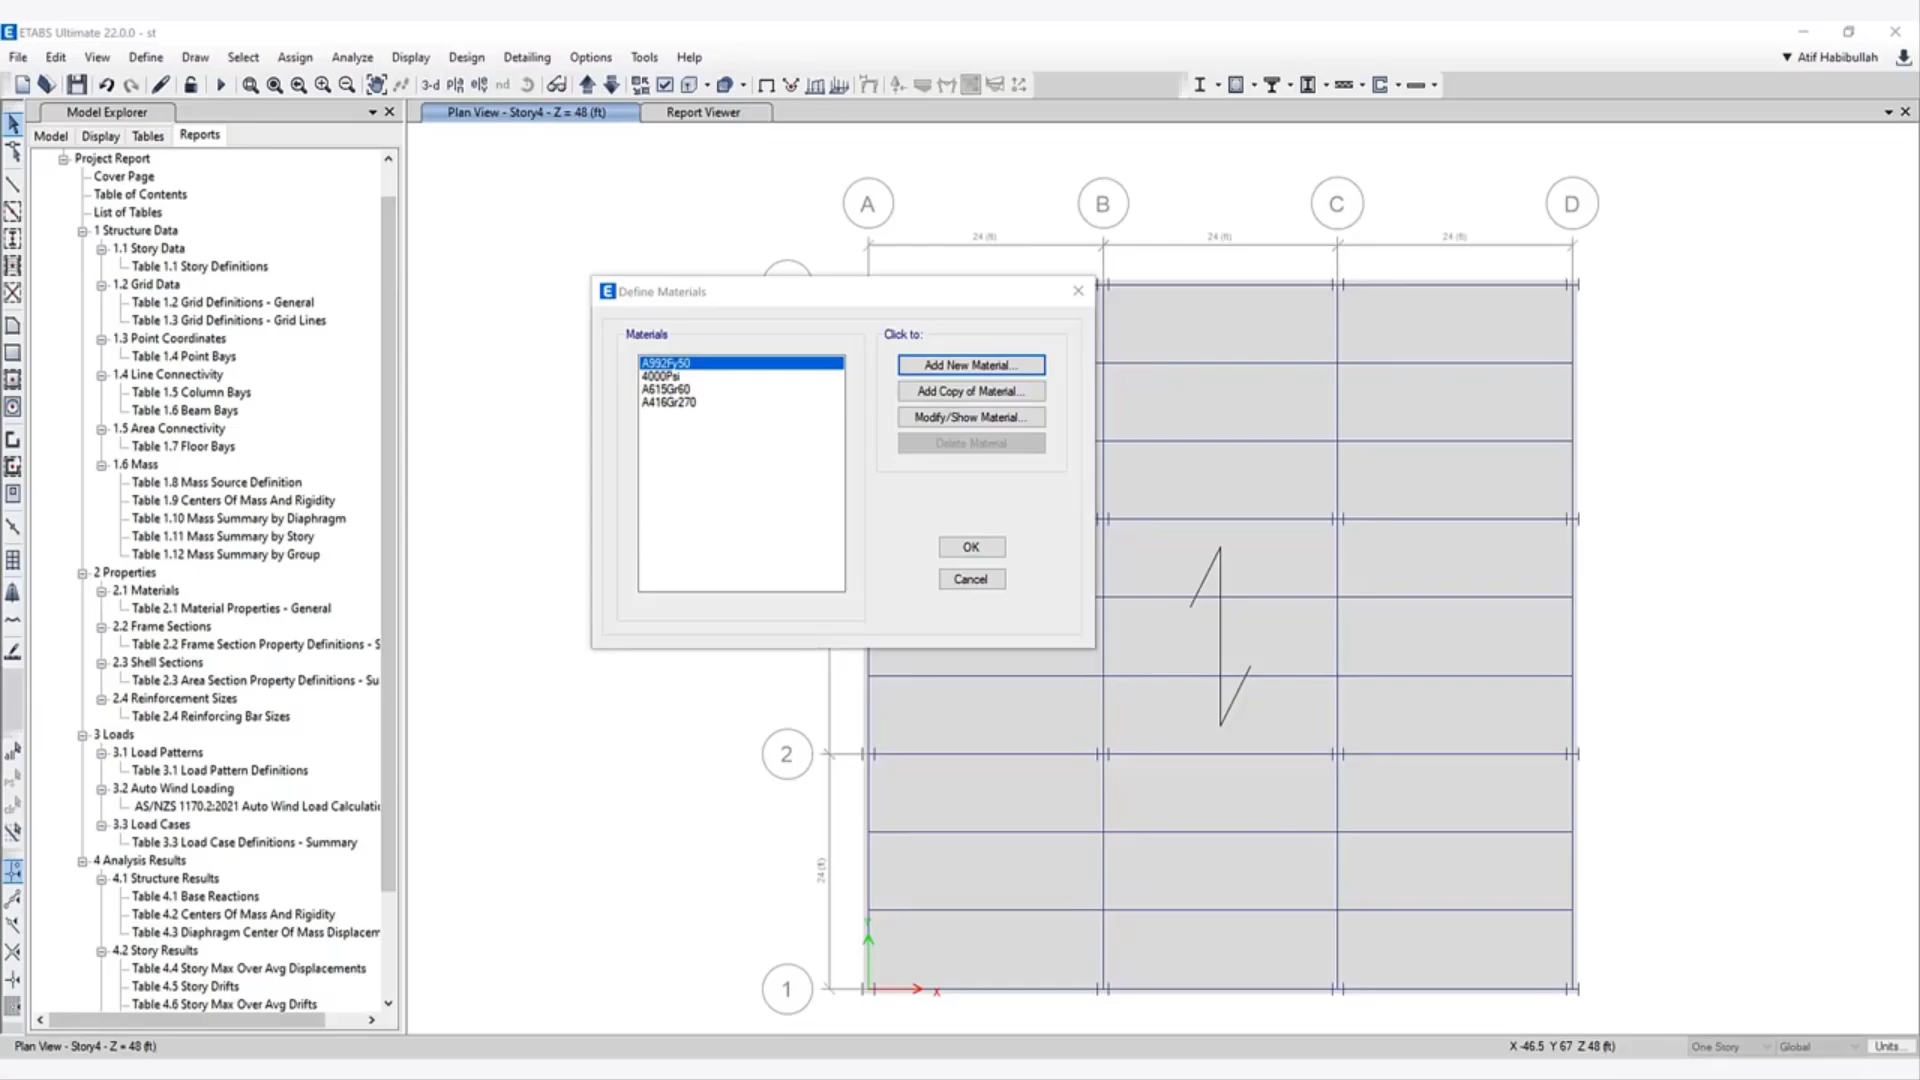 ETABS Ultimate 22.0.0 - st
File Edit View Define Draw Select Assign Analyze Display Design Detailing Options Tools Help
Atif Habibullah
3-d
nd
Model Explorer
Plan View - Story4 - Z = 48 (ft)
Report Viewer
Model Display Tables Reports
Project Report
Cover Page
Table of Contents
List of Tables
1 Structure Data
1.1 Story Data
Table 1.1 Story Definitions
1.2 Grid Data
Table 1.2 Grid Definitions - General
Table 1.3 Grid Definitions - Grid Lines
1.3 Point Coordinates
Table 1.4 Point Bays
1.4 Line Connectivity
Table 1.5 Column Bays
Table 1.6 Beam Bays
1.5 Area Connectivity
Table 1.7 Floor Bays
1.6 Mass
Table 1.8 Mass Source Definition
Table 1.9 Centers Of Mass And Rigidity
Table 1.10 Mass Summary by Diaphragm
Table 1.11 Mass Summary by Story
Table 1.12 Mass Summary by Group
2 Properties
2.1 Materials
Table 2.1 Material Properties - General
2.2 Frame Sections
Table 2.2 Frame Section Property Definitions - S
2.3 Shell Sections
Table 2.3 Area Section Property Definitions - Su
2.4 Reinforcement Sizes
Table 2.4 Reinforcing Bar Sizes
3 Loads
3.1 Load Patterns
Table 3.1 Load Pattern Definitions
3.2 Auto Wind Loading
AS/NZS 1170.2:2021 Auto Wind Load Calculatic
3.3 Load Cases
Table 3.3 Load Case Definitions - Summary
4 Analysis Results
4.1 Structure Results
Table 4.1 Base Reactions
Table 4.2 Centers Of Mass And Rigidity
Table 4.3 Diaphragm Center Of Mass Displacem
4.2 Story Results
Table 4.4 Story Max Over Avg Displacements
Table 4.5 Story Drifts
Table 4.6 Story Max Over Avg Drifts
A B C D
24 (ft) 24 (ft) 24 (ft)
Define Materials
Materials
A992Fy50
4000Psi
A615Gr60
A416Gr270
Click to:
Add New Material...
Add Copy of Material...
Modify/Show Material...
Delete Material
OK
Cancel
2
24 (ft)
1
X
Plan View - Story4 - Z = 48 (ft)
X -46.5 Y 67 Z 48 (ft)
One Story
Global
Units...